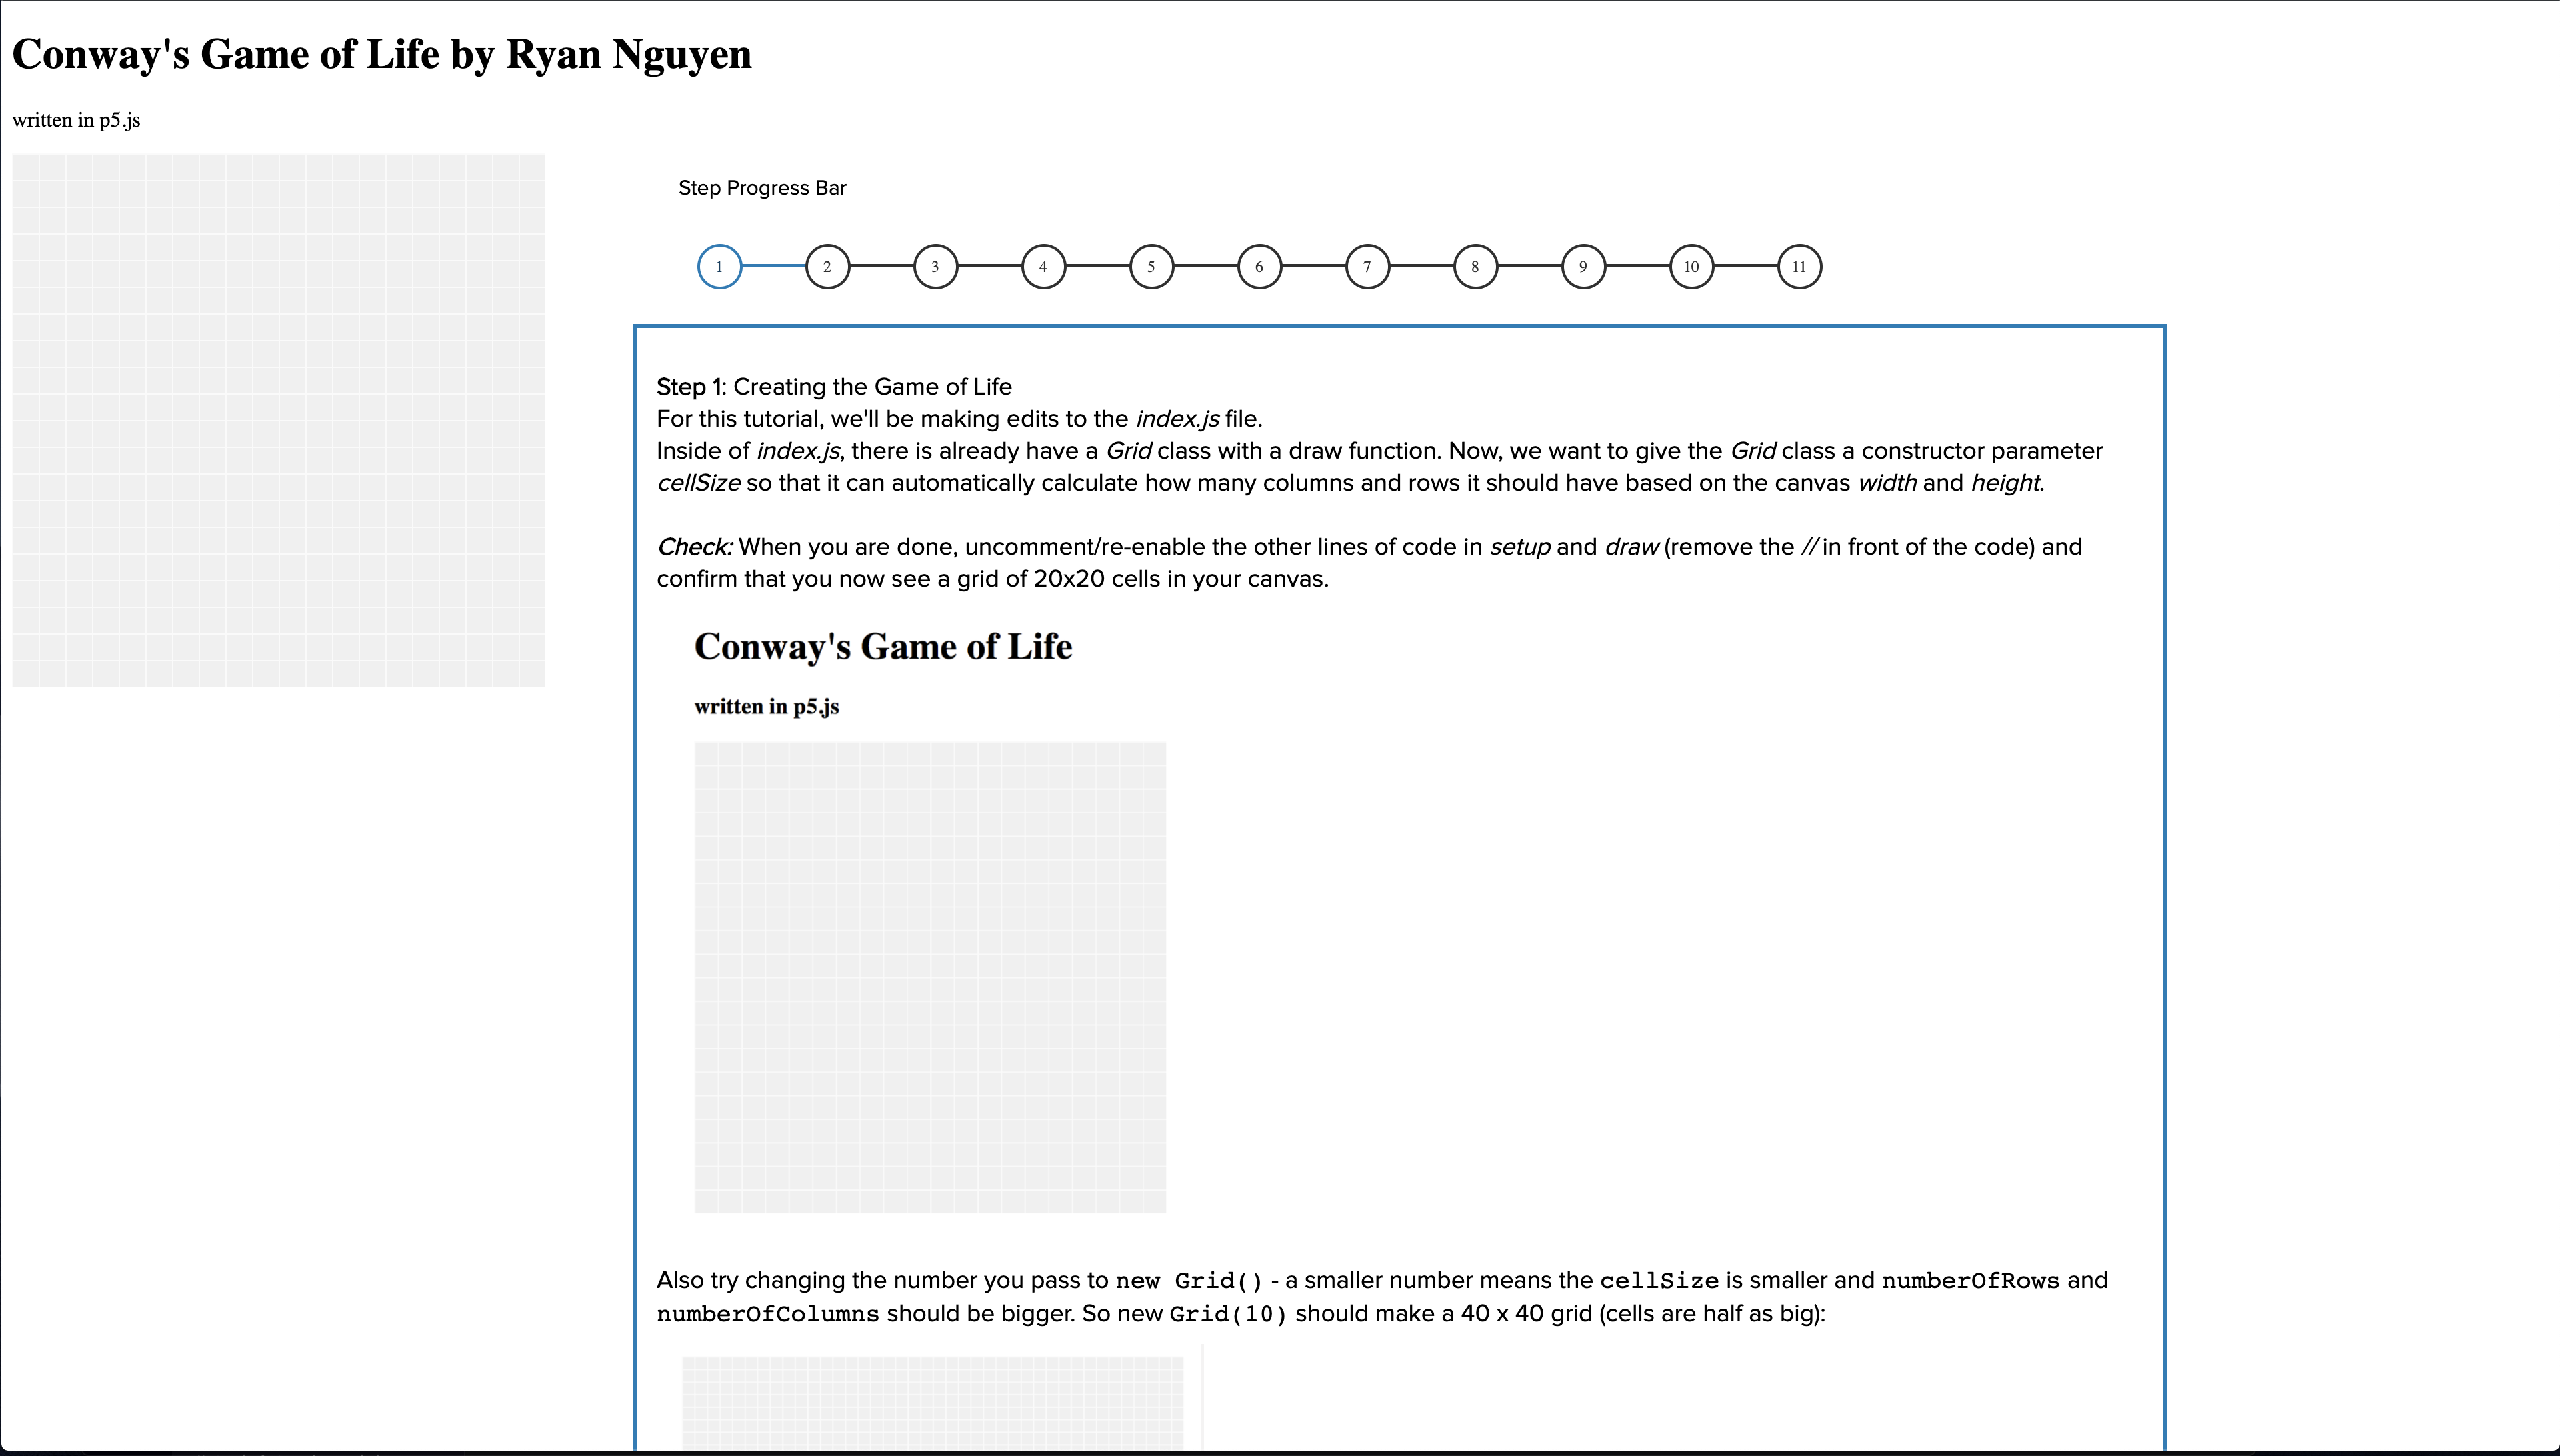 Conway's Game of Life by Ryan Nguyen
written in p5.js
Step Progress Bar
1 2 3 4 5 6 7 8 9 10 11
Step 1: Creating the Game of Life
For this tutorial, we'll be making edits to the index.js file.
Inside of index.js, there is already have a Grid class with a draw function. Now, we want to give the Grid class a constructor parameter
cellSize so that it can automatically calculate how many columns and rows it should have based on the canvas width and height.
Check: When you are done, uncomment/re-enable the other lines of code in setup and draw (remove the // in front of the code) and
confirm that you now see a grid of 20x20 cells in your canvas.
Conway's Game of Life
written in p5.js
Also try changing the number you pass to new Grid() - a smaller number means the cellSize is smaller and numberOfRows and
numberOfColumns should be bigger. So new Grid(10) should make a 40 x 40 grid (cells are half as big):